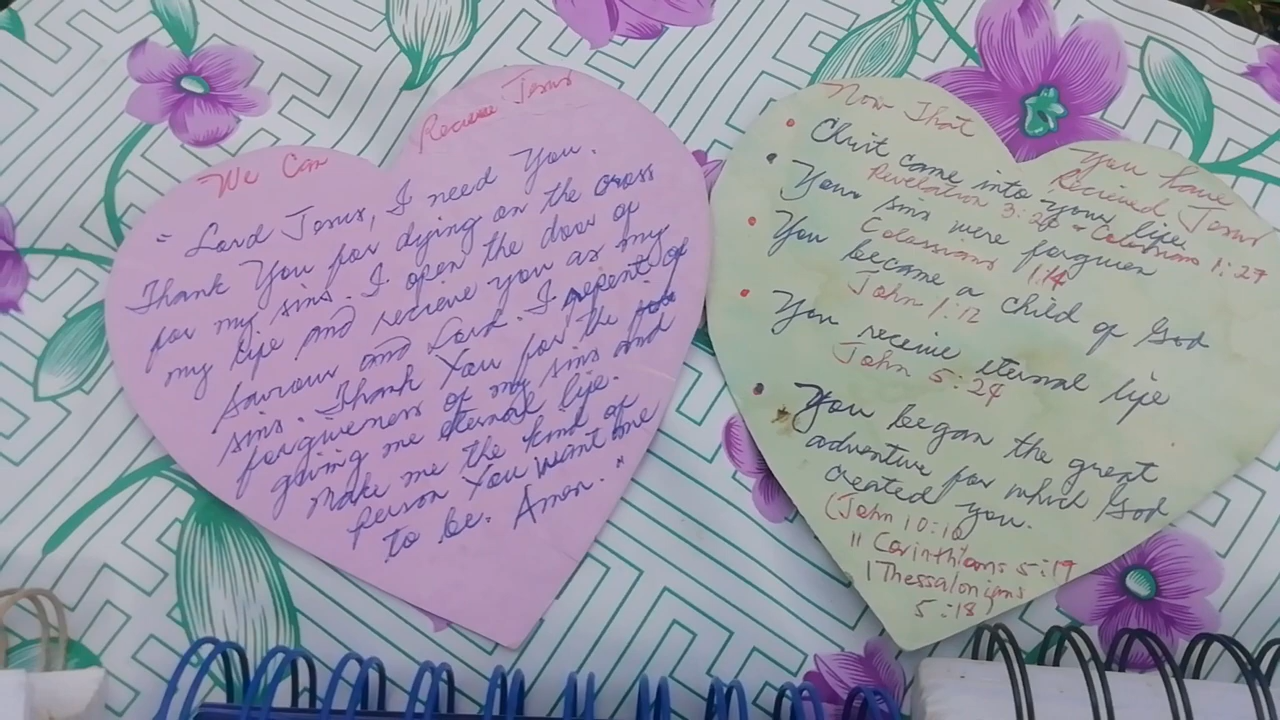 We Can Recieve Jesus
" Lord Jesus, I need You.
Thank You for dying on the cross
for my sins. I open the door of
my life and recieve you as my
Saviour and Lord. I repent of
sins. Thank You for the
forgiveness of my sins and
giving me eternal life.
Make me the kind of
person You want me
to be. Amen. "
Now That You have
Recieved Jesus
Christ came into your life
Revelation 3:20 + Colossians 1:27
Your sins were forgiven
Colossians 1:14
You became a child of God
John 1:12
You receive eternal life
John 5:24
You began the great
adventure for which God
created you.
(John 10:10
II Corinthians 5:17
1 Thessalonians
5:18)